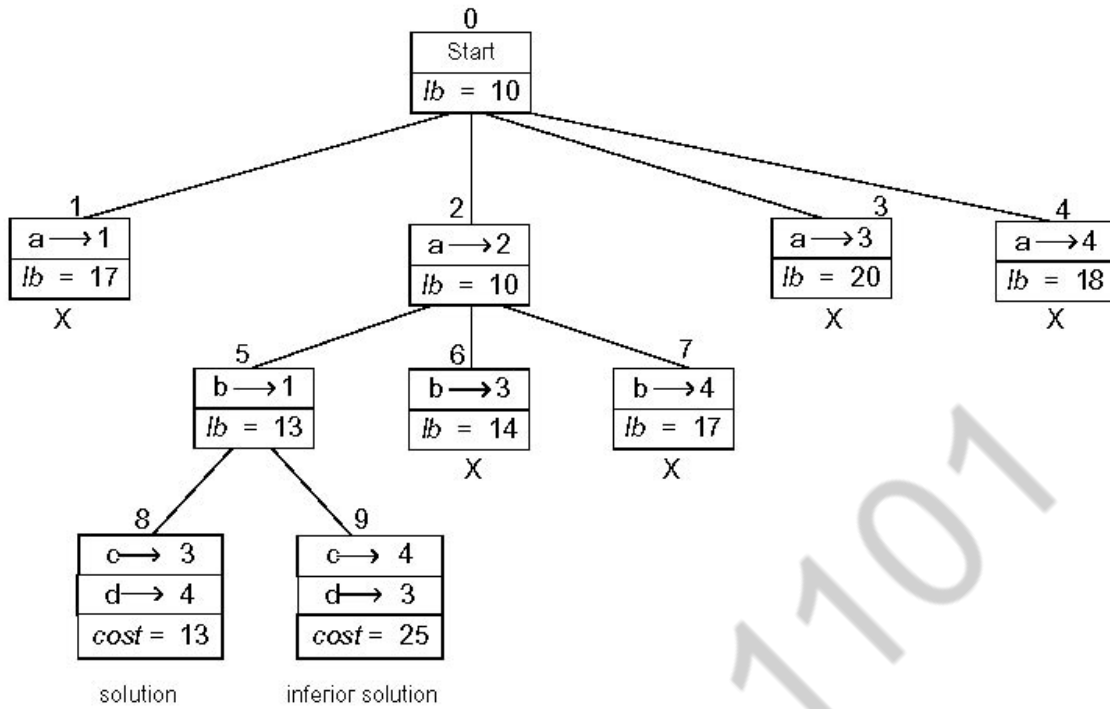 0
Start
lb = 10
1
2
3
4
a → 1
a → 2
a → 3
a → 4
lb = 17
lb = 10
lb = 20
lb = 18
X
X
X
5
6
7
b → 1
b → 3
b → 4
lb = 13
lb = 14
lb = 17
X
X
8
9
c → 3
c → 4
d → 4
d → 3
cost = 13
cost = 25
solution
inferior solution
1101